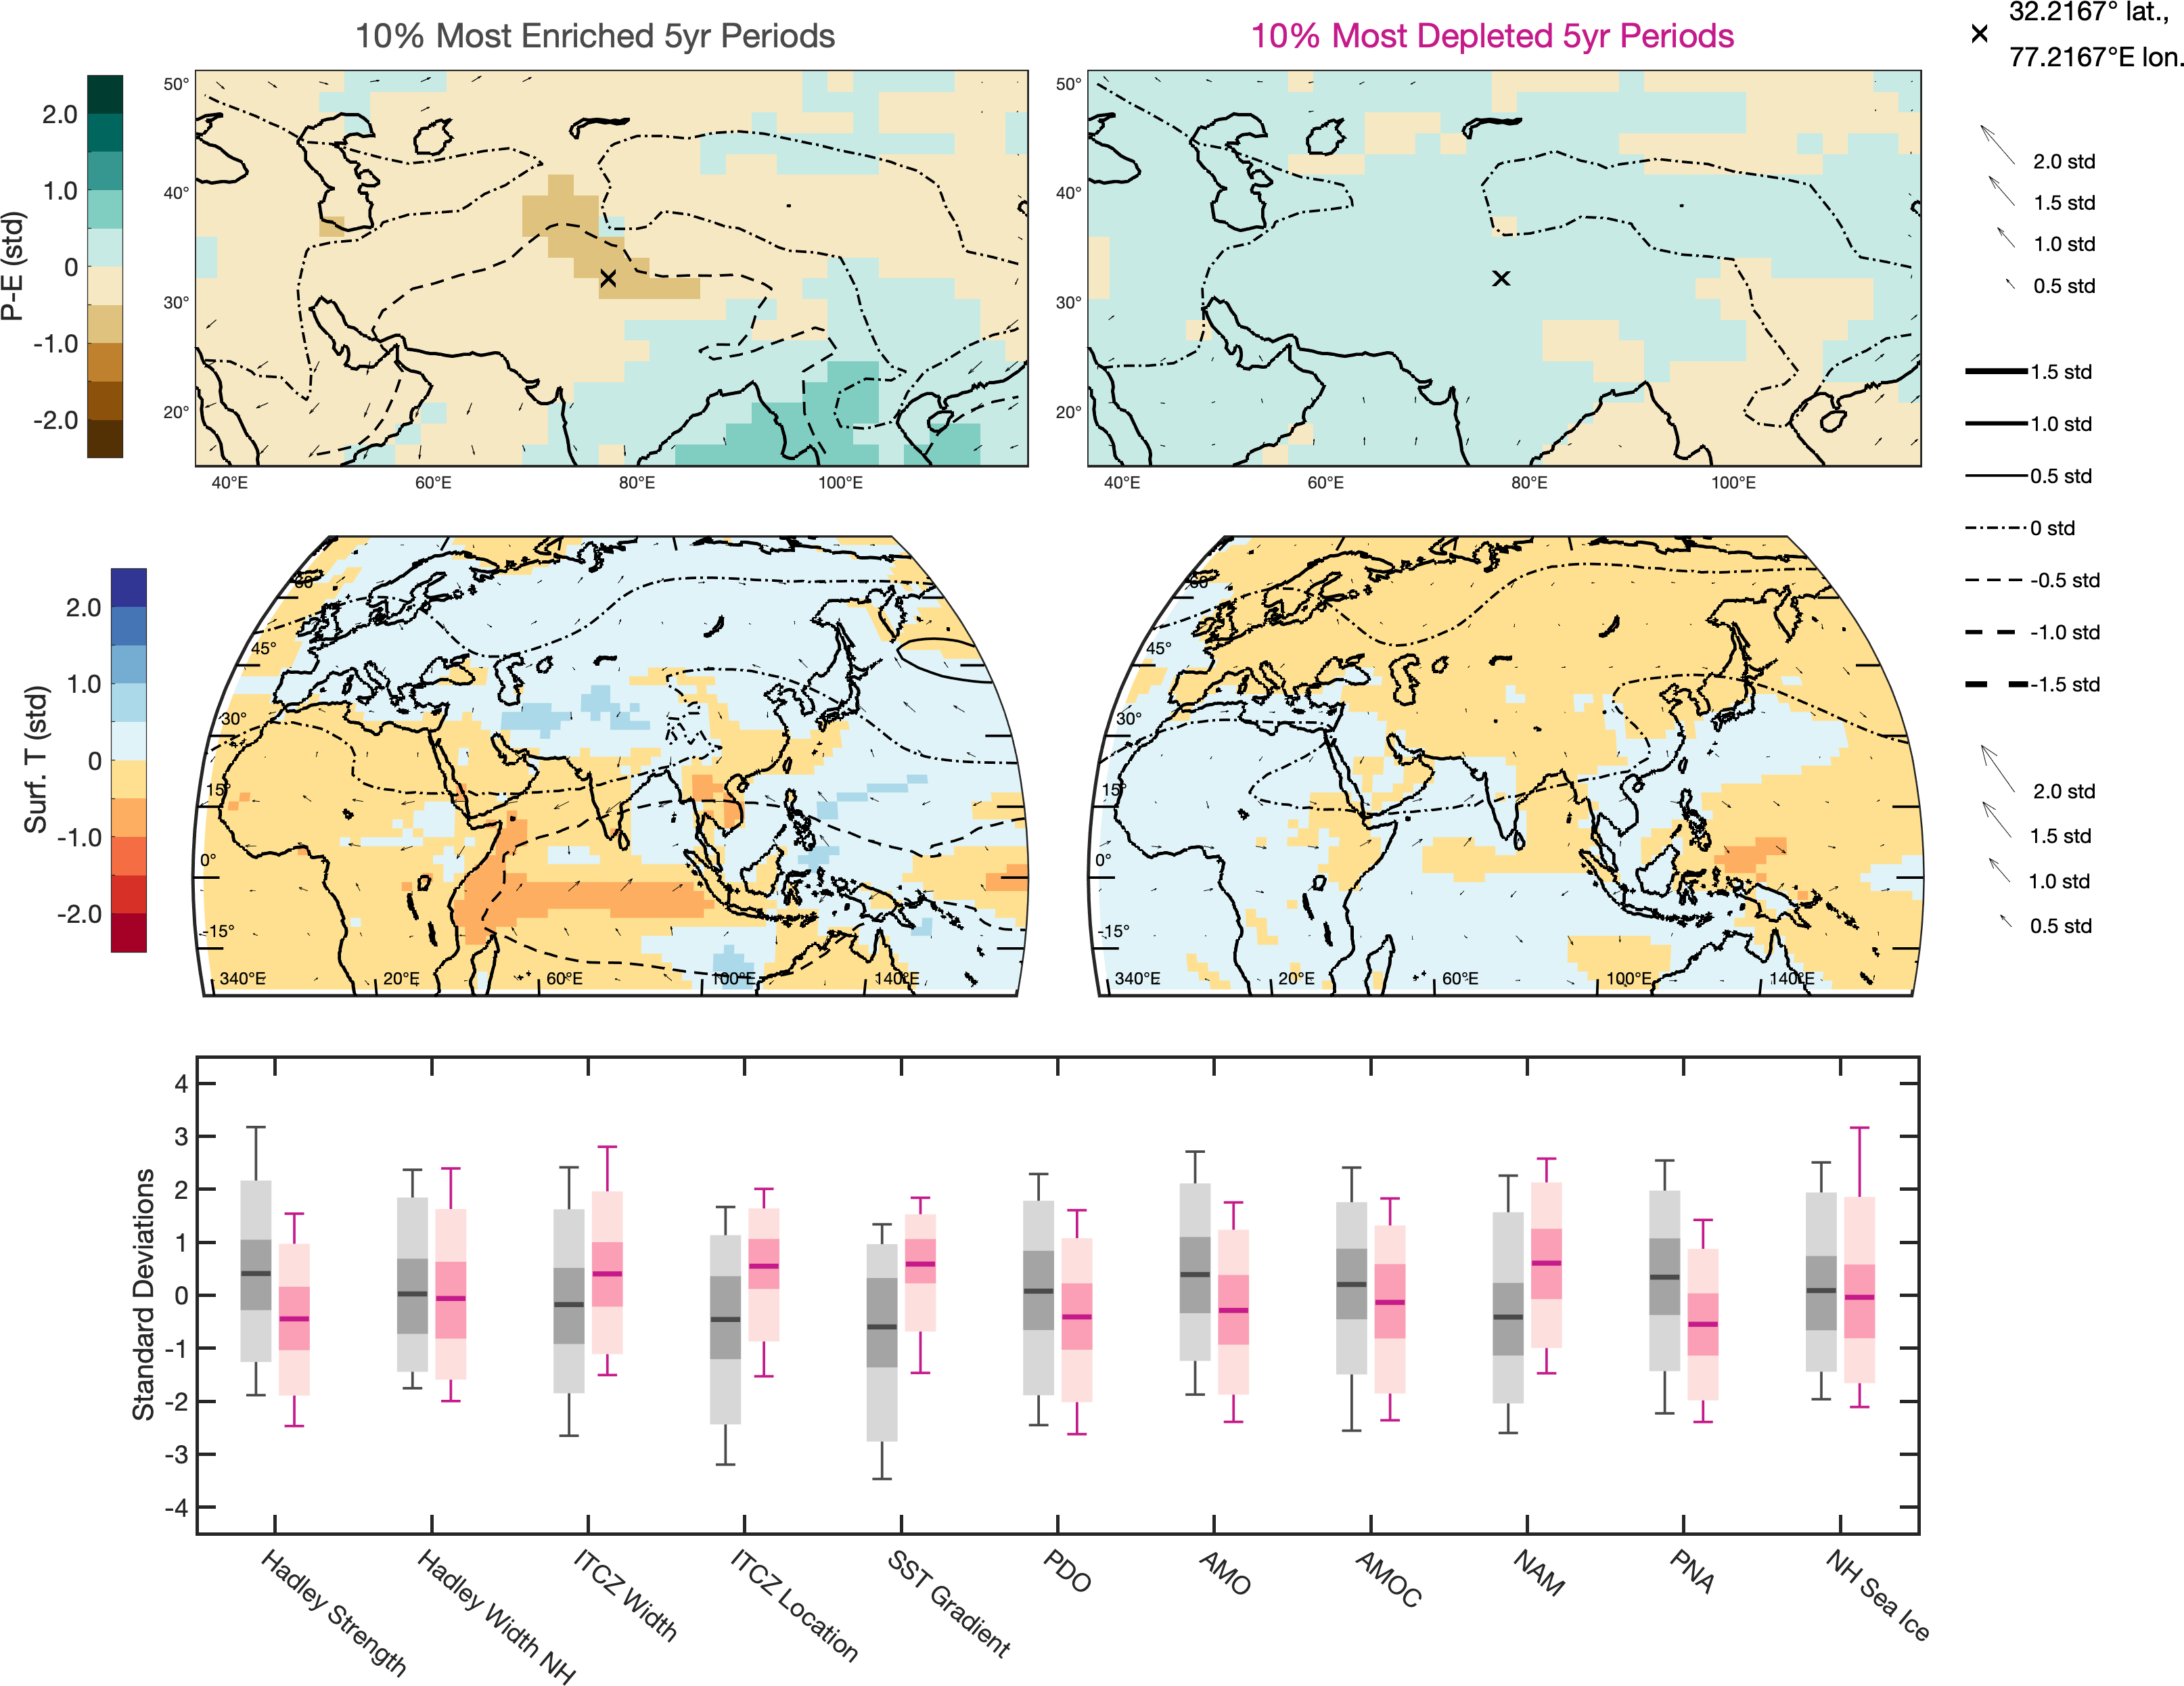 10% Most Enriched 5yr Periods
10% Most Depleted 5yr Periods
32.2167° lat.,
77.2167°E lon.
P-E (std)
2.0
1.0
0
-1.0
-2.0
50°
40°
30°
20°
40°E
60°E
80°E
100°E
50°
40°
30°
20°
40°E
60°E
80°E
100°E
2.0 std
1.5 std
1.0 std
0.5 std
1.5 std
1.0 std
0.5 std
0 std
-0.5 std
-1.0 std
-1.5 std
2.0 std
1.5 std
1.0 std
0.5 std
Surf. T (std)
2.0
1.0
0
-1.0
-2.0
60°
45°
30°
15°
0°
-15°
340°E
20°E
60°E
100°E
140°E
60°
45°
30°
15°
0°
-15°
340°E
20°E
60°E
100°E
140°E
Standard Deviations
4
3
2
1
0
-1
-2
-3
-4
Hadley Strength
Hadley Width NH
ITCZ Width
ITCZ Location
SST Gradient
PDO
AMO
AMOC
NAM
PNA
NH Sea Ice